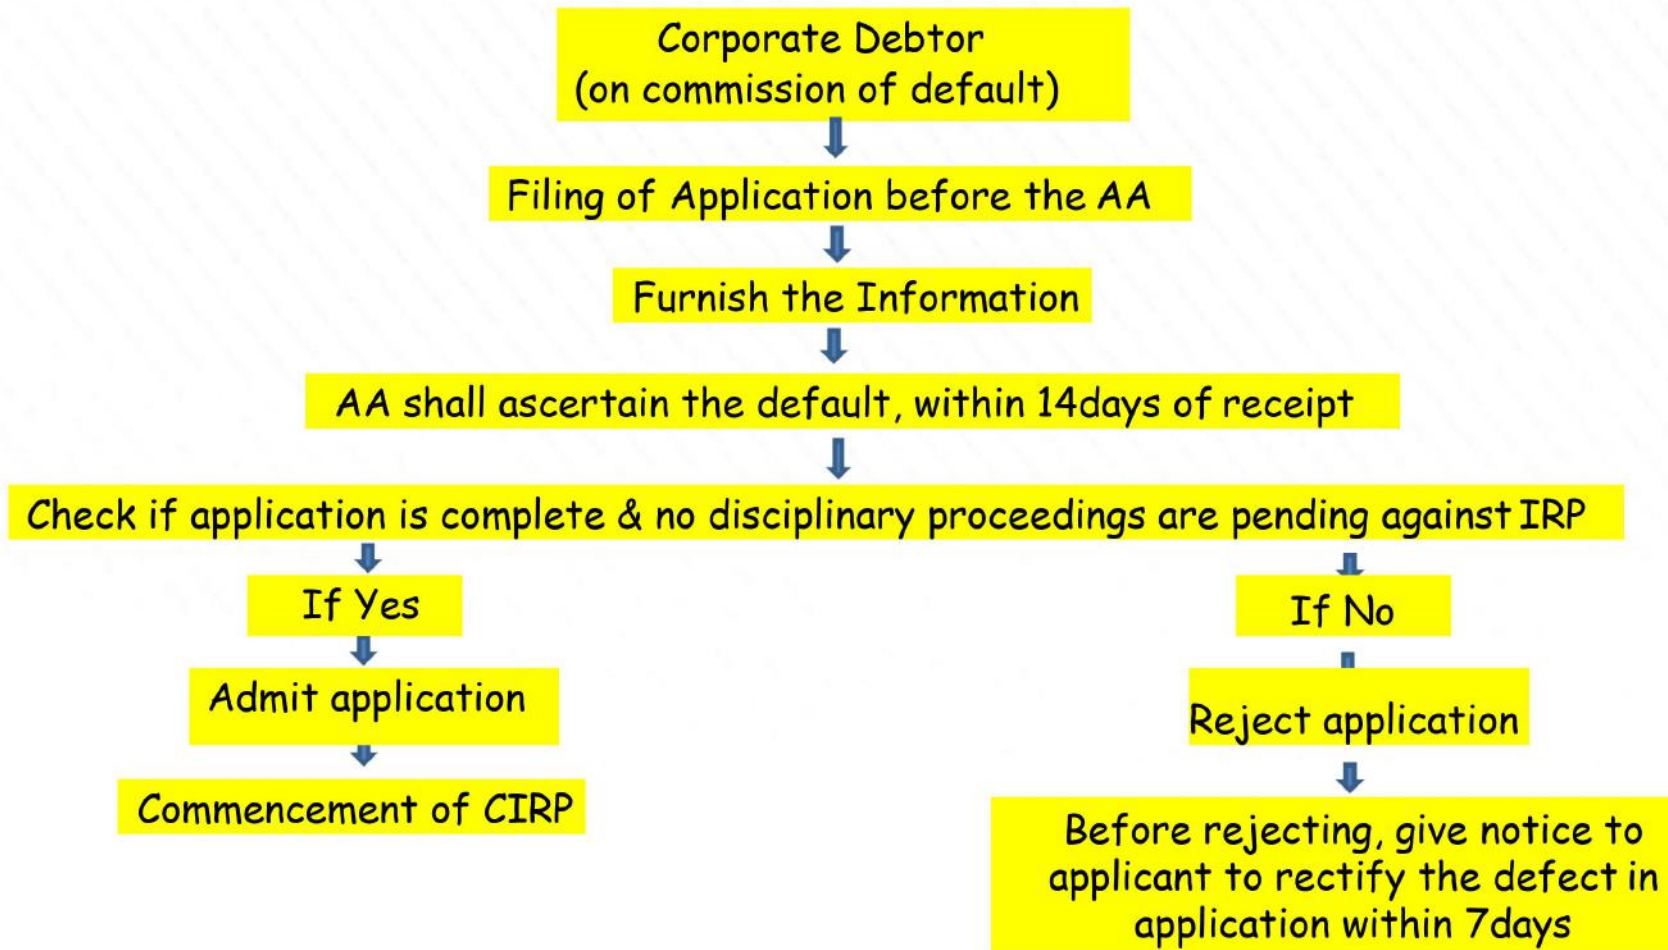 Corporate Debtor
(on commission of default)
Filing of Application before the AA
Furnish the Information
AA shall ascertain the default, within 14days of receipt
Check if application is complete & no disciplinary proceedings are pending against IRP
If Yes
If No
Admit application
Reject application
Commencement of CIRP
Before rejecting, give notice to
applicant to rectify the defect in
application within 7days